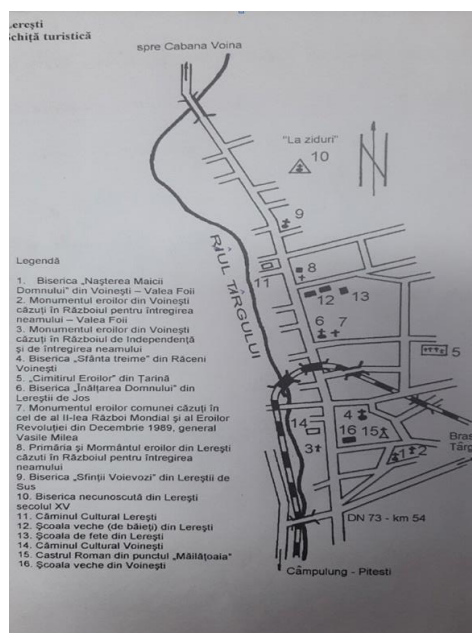 Lerești
Schiță turistică
spre Cabana Voina
"La ziduri"
10
N
9
RÂUL TÂRGULUI
8
11
12
13
6
7
5
14
4
16
15
3
1
2
Bras
Târg
DN 73 - km 54
Câmpulung - Pitesti
Legendă
1. Biserica „Nașterea Maicii
Domnului” din Voinești – Valea Foii
2. Monumentul eroilor din Voinești
căzuți în Războiul pentru întregirea
neamului – Valea Foii
3. Monumentul eroilor din Voinești
căzuți în Războiul de Independență
și de întregirea neamului
4. Biserica „Sfânta treime” din Răceni
Voinești
5. „Cimitirul Eroilor” din Țarină
6. Biserica „Înălțarea Domnului” din
Lereștii de Jos
7. Monumentul eroilor comunei căzuți în
cel de al II-lea Război Mondial și al Eroilor
Revoluției din Decembrie 1989, general
Vasile Milea
8. Primăria și Mormântul eroilor din Lerești
căzuți în Războiul pentru întregirea
neamului
9. Biserica „Sfinții Voievozi” din Lereștii de
Sus
10. Biserica necunoscută din Lerești
secolul XV
11. Căminul Cultural Lerești
12. Școala veche (de băieți) din Lerești
13. Școala de fete din Lerești
14. Căminul Cultural Voinești
15. Castrul Roman din punctul „Măilățoaia”
16. Școala veche din Voinești